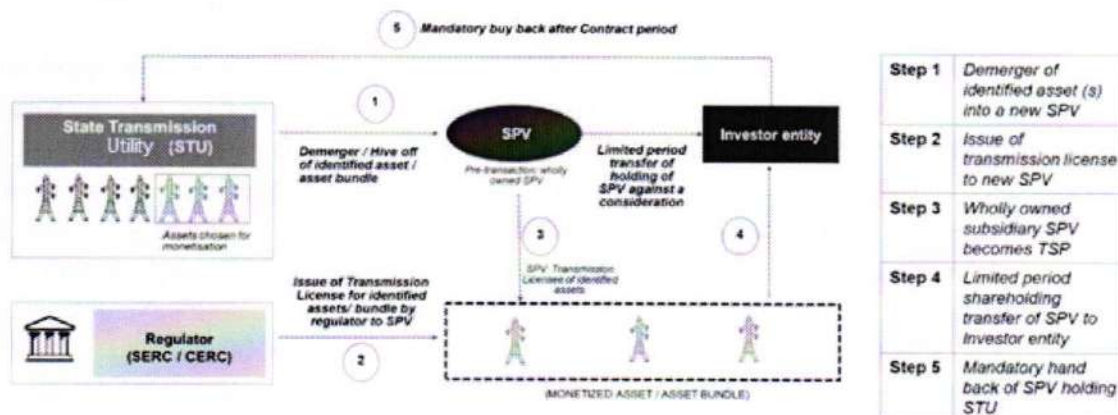 5 Mandatory buy back after Contract period
State Transmission
Utility (STU)
Assets chosen for
monetisation
1
Demerger / Hive off
of identified asset /
asset bundle
SPV
Pre-transaction: wholly
owned SPV
Limited period
transfer of
holding of
SPV against a
consideration
Investor entity
3
SPV: Transmission
Licensee of identified
assets
4
Regulator
(SERC / CERC)
Issue of Transmission
License for identified
assets/ bundle by
regulator to SPV
2
(MONETIZED ASSET / ASSET BUNDLE)
Step 1 Demerger of
identified asset (s)
into a new SPV
Step 2 Issue of
transmission license
to new SPV
Step 3 Wholly owned
subsidiary SPV
becomes TSP
Step 4 Limited period
shareholding
transfer of SPV to
Investor entity
Step 5 Mandatory hand
back of SPV holding
STU